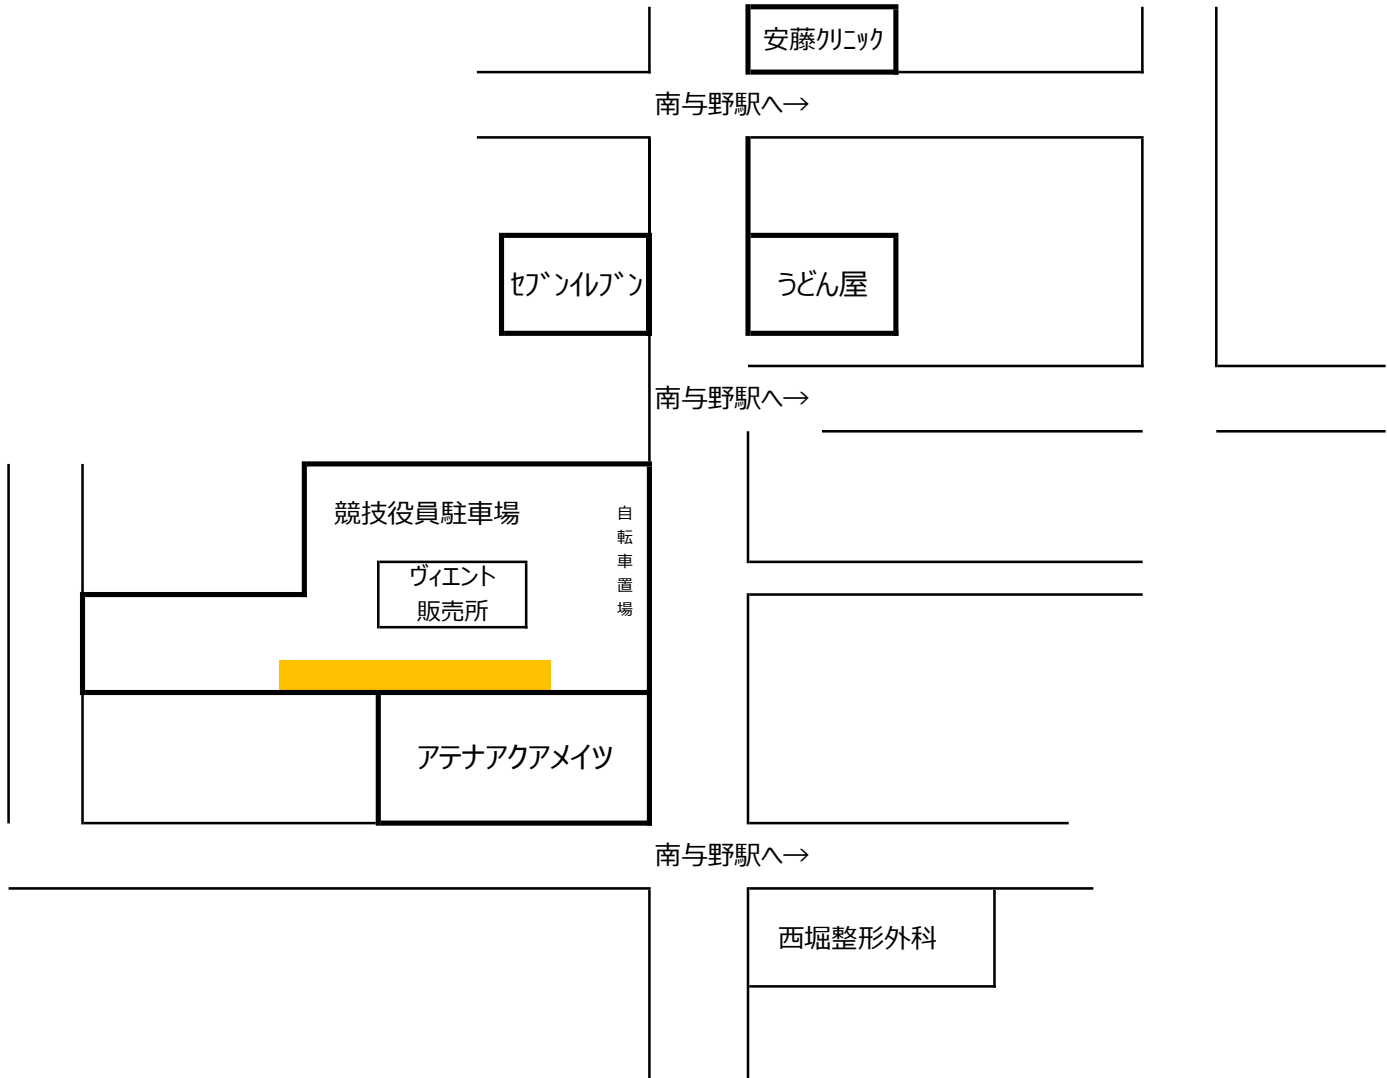 安藤ｸﾘﾆｯｸ
南与野駅へ→
ｾﾌﾞﾝｲﾚﾌﾞﾝ
うどん屋
南与野駅へ→
競技役員駐車場
自転車置場
ヴィエント
販売所
アテナアクアメイツ
南与野駅へ→
西堀整形外科